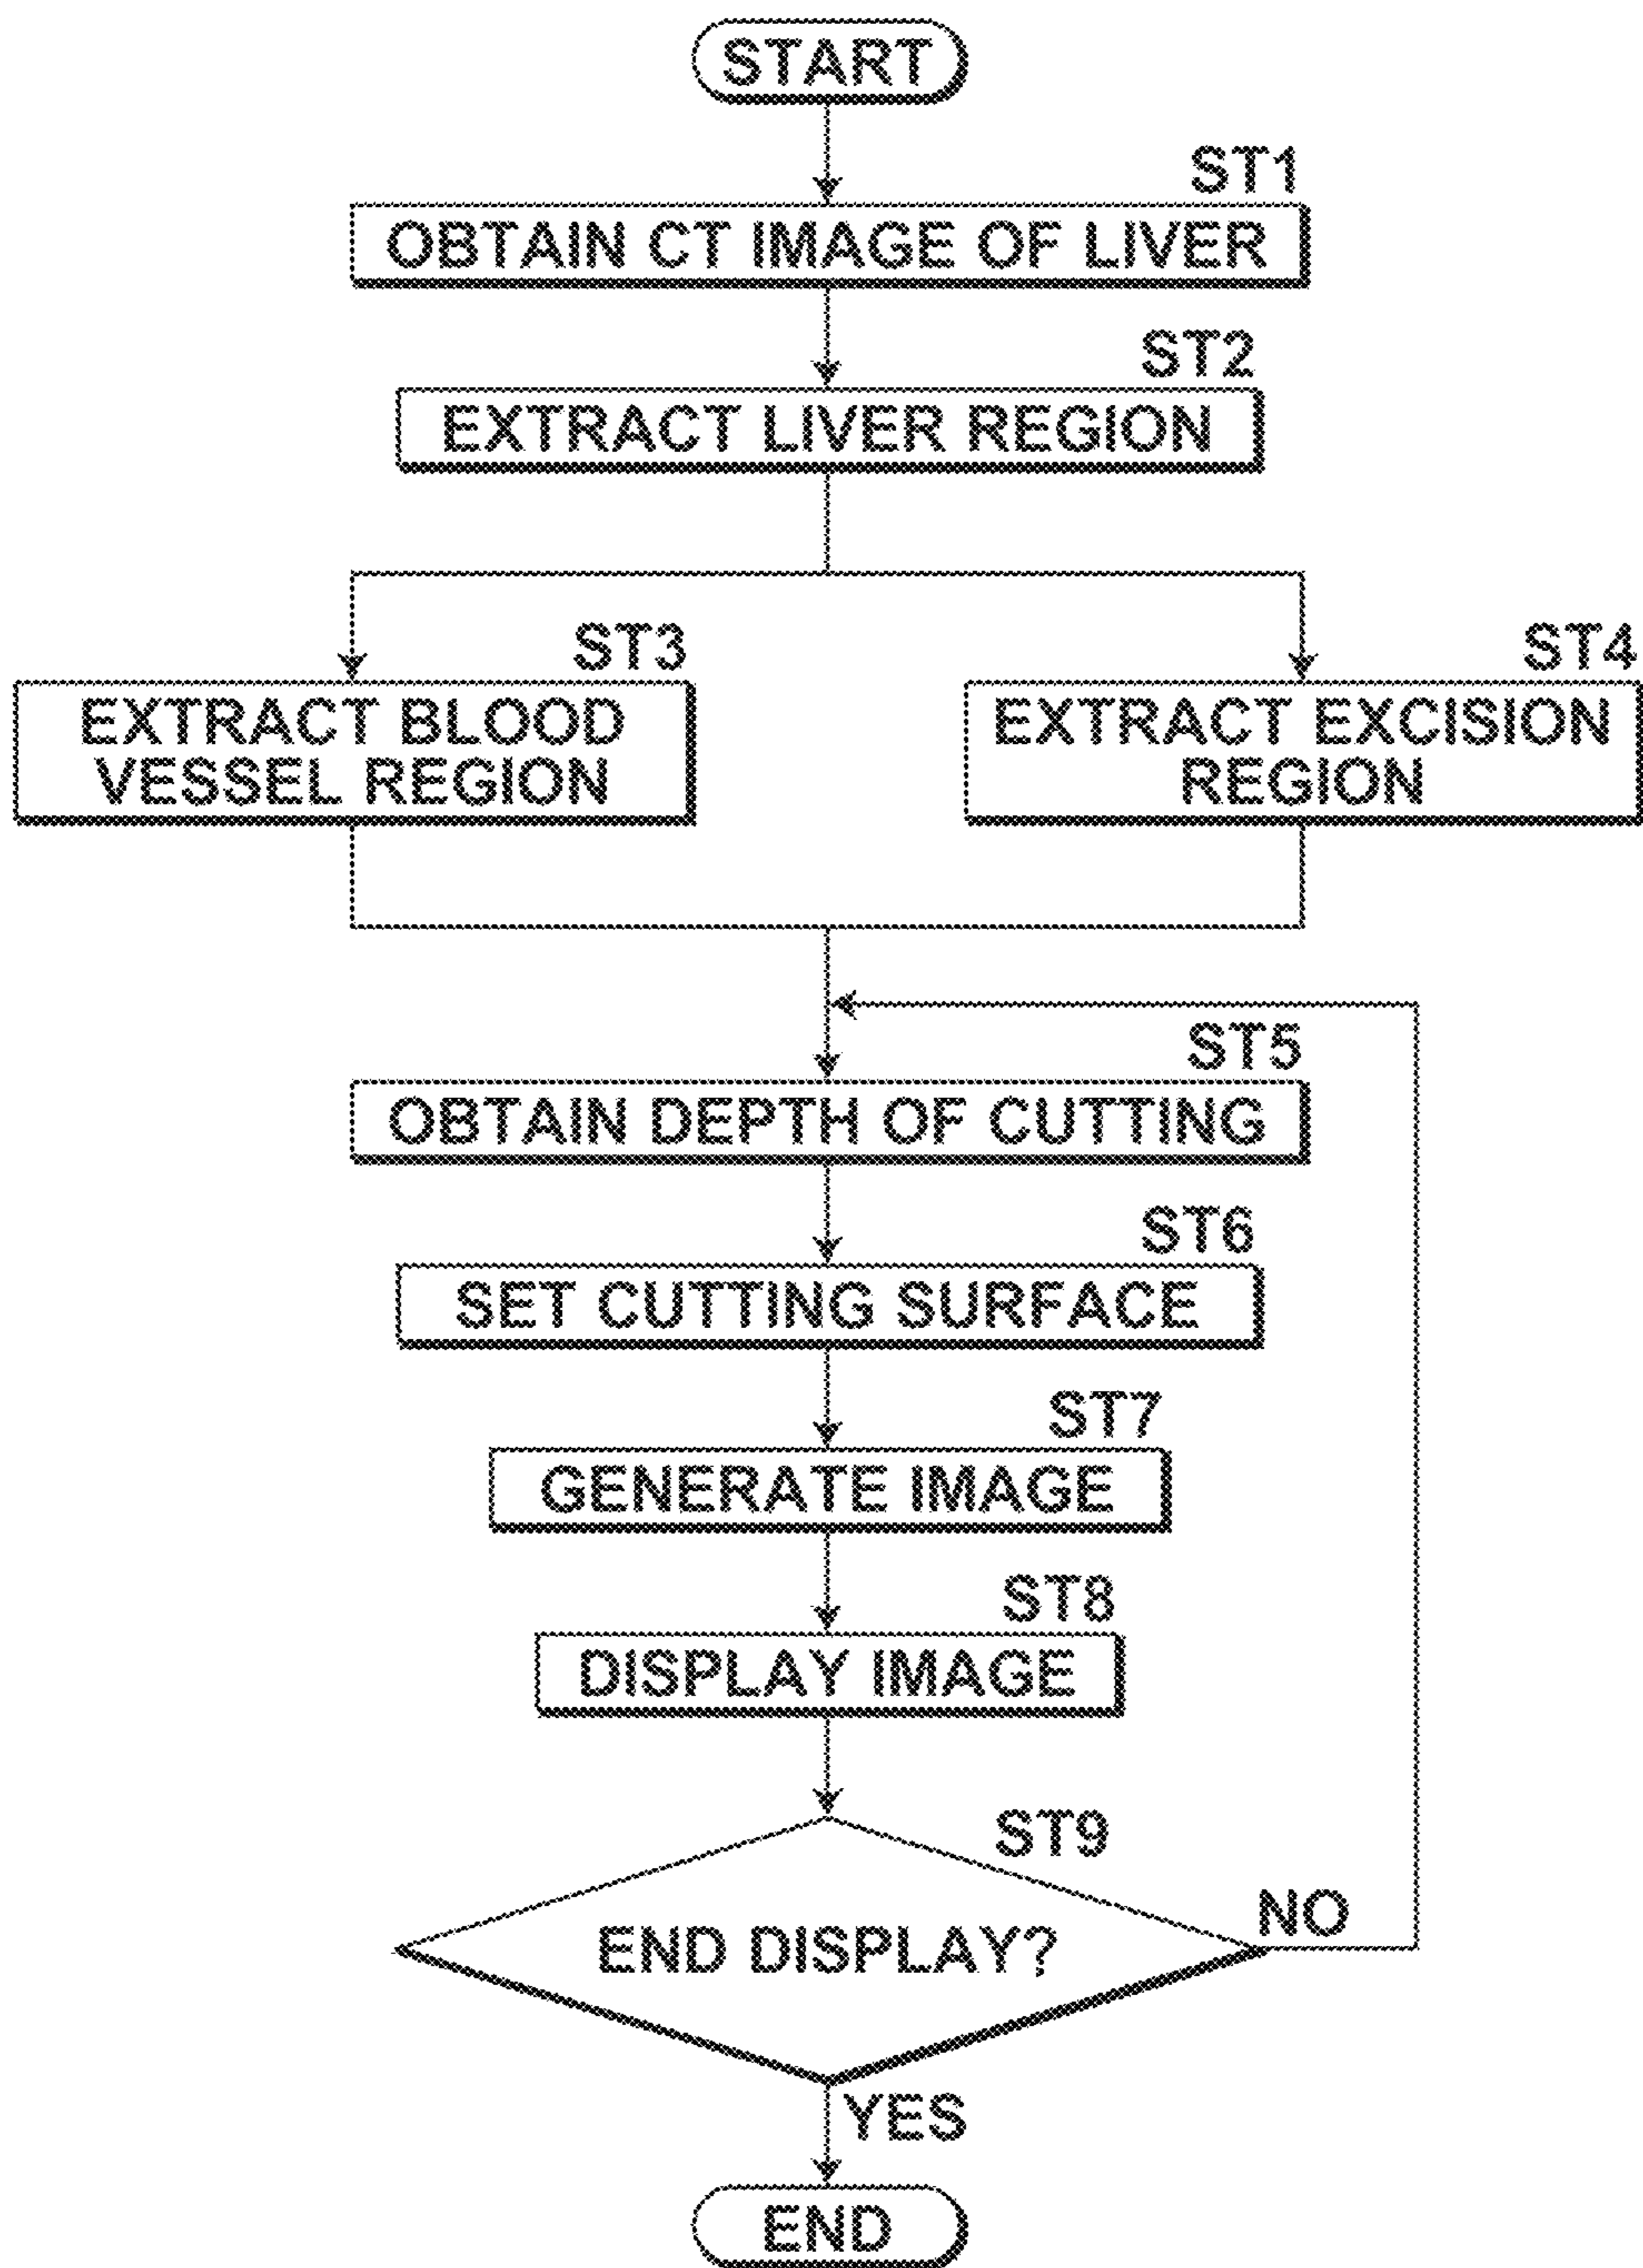 START
ST1
OBTAIN CT IMAGE OF LIVER
ST2
EXTRACT LIVER REGION
ST3
EXTRACT BLOOD
VESSEL REGION
ST4
EXTRACT EXCISION
REGION
ST5
OBTAIN DEPTH OF CUTTING
ST6
SET CUTTING SURFACE
ST7
GENERATE IMAGE
ST8
DISPLAY IMAGE
ST9
END DISPLAY?
NO
YES
END